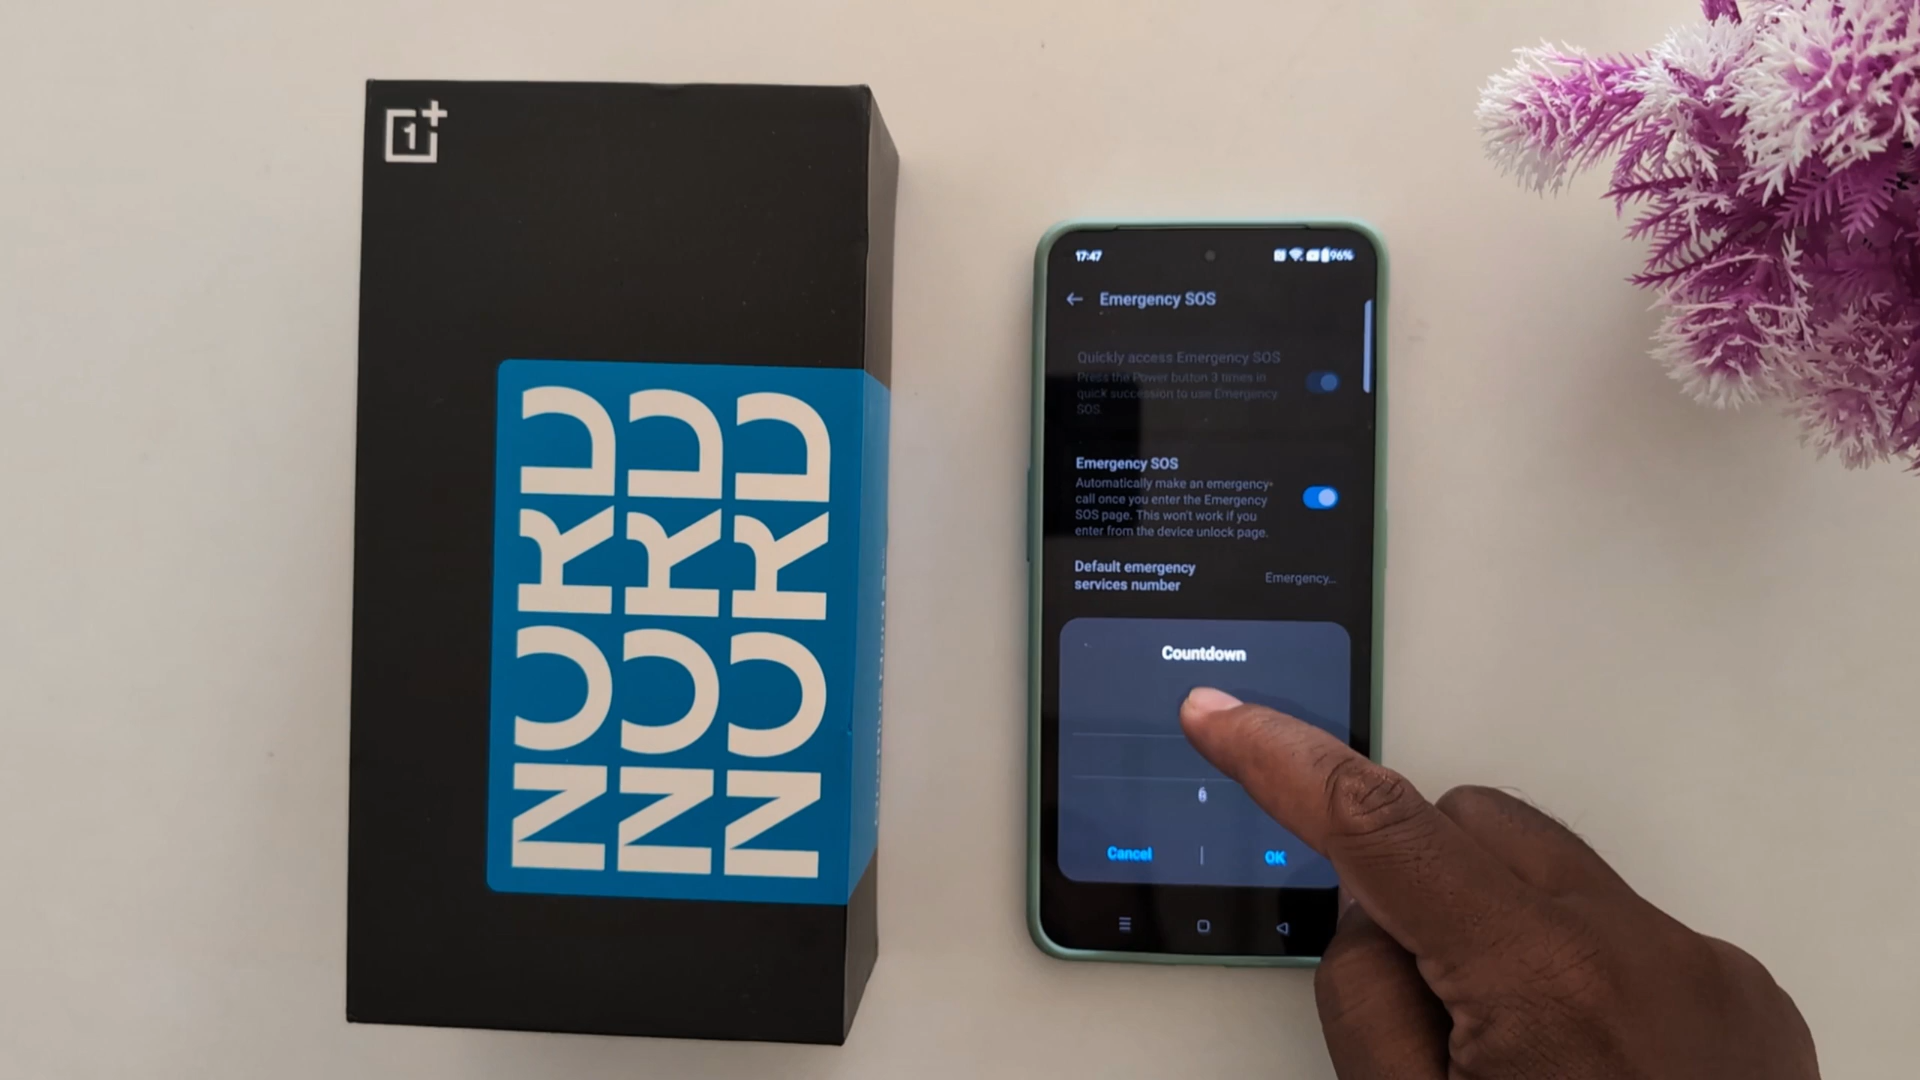 1+
NORD
NORD
NORD
17:47
96%
Emergency SOS
Quickly access Emergency SOS
Press the Power button 3 times in
quick succession to use Emergency
SOS
Emergency SOS
Automatically make an emergency
call once you enter the Emergency
SOS page. This won't work if you
enter from the device unlock page.
Default emergency
services number
Emergency...
Countdown
Cancel
OK